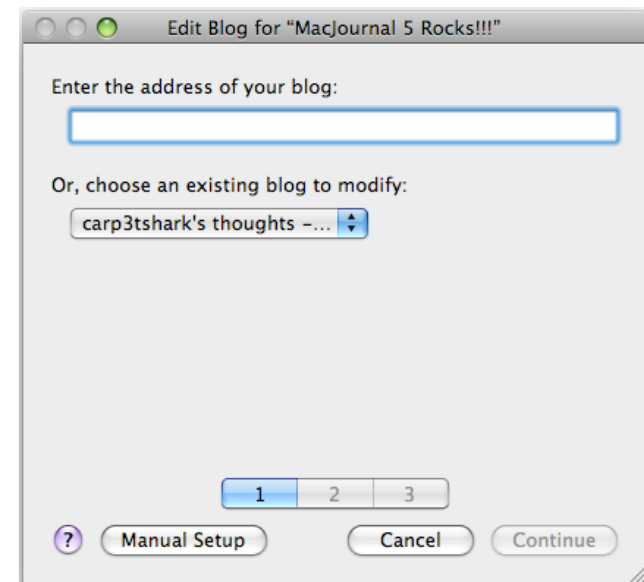 Edit Blog for “MacJournal 5 Rocks!!!”
Enter the address of your blog:
Or, choose an existing blog to modify:
carp3tshark's thoughts –...
1 2 3
? Manual Setup Cancel Continue